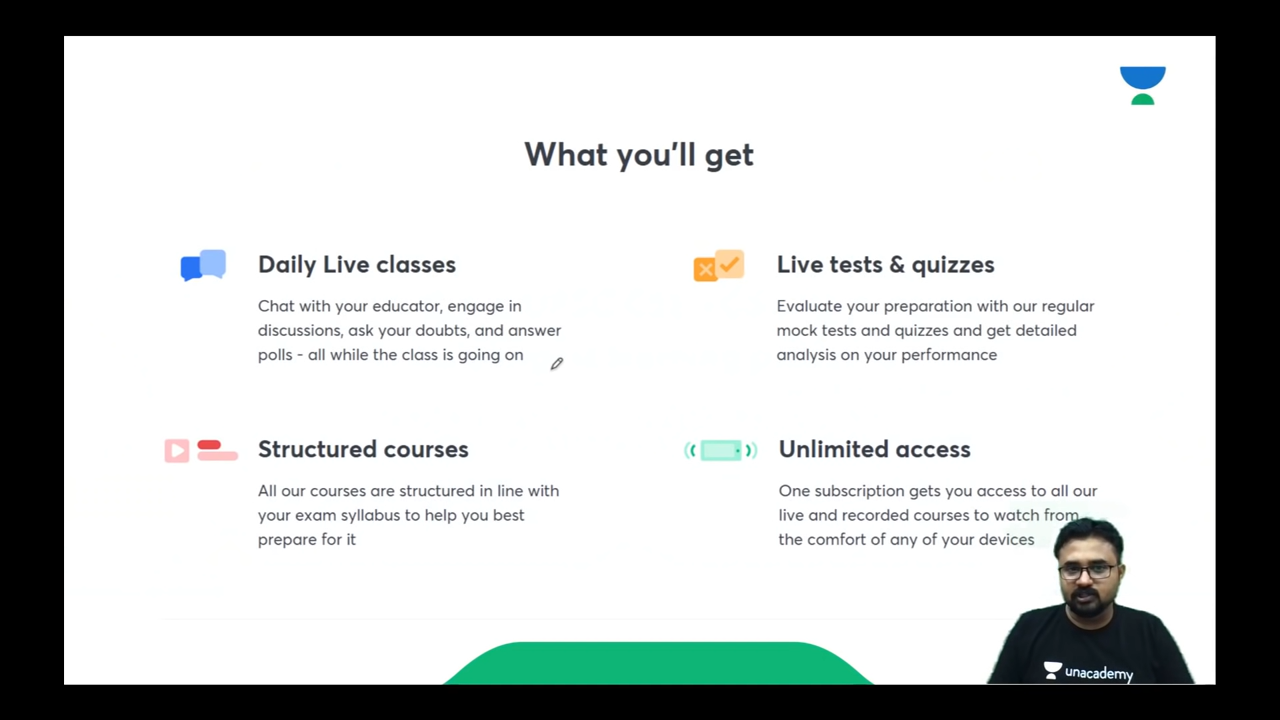 What you'll get
Daily Live classes
Chat with your educator, engage in
discussions, ask your doubts, and answer
polls - all while the class is going on
Live tests & quizzes
Evaluate your preparation with our regular
mock tests and quizzes and get detailed
analysis on your performance
Structured courses
All our courses are structured in line with
your exam syllabus to help you best
prepare for it
Unlimited access
One subscription gets you access to all our
live and recorded courses to watch from
the comfort of any of your devices
unacademy